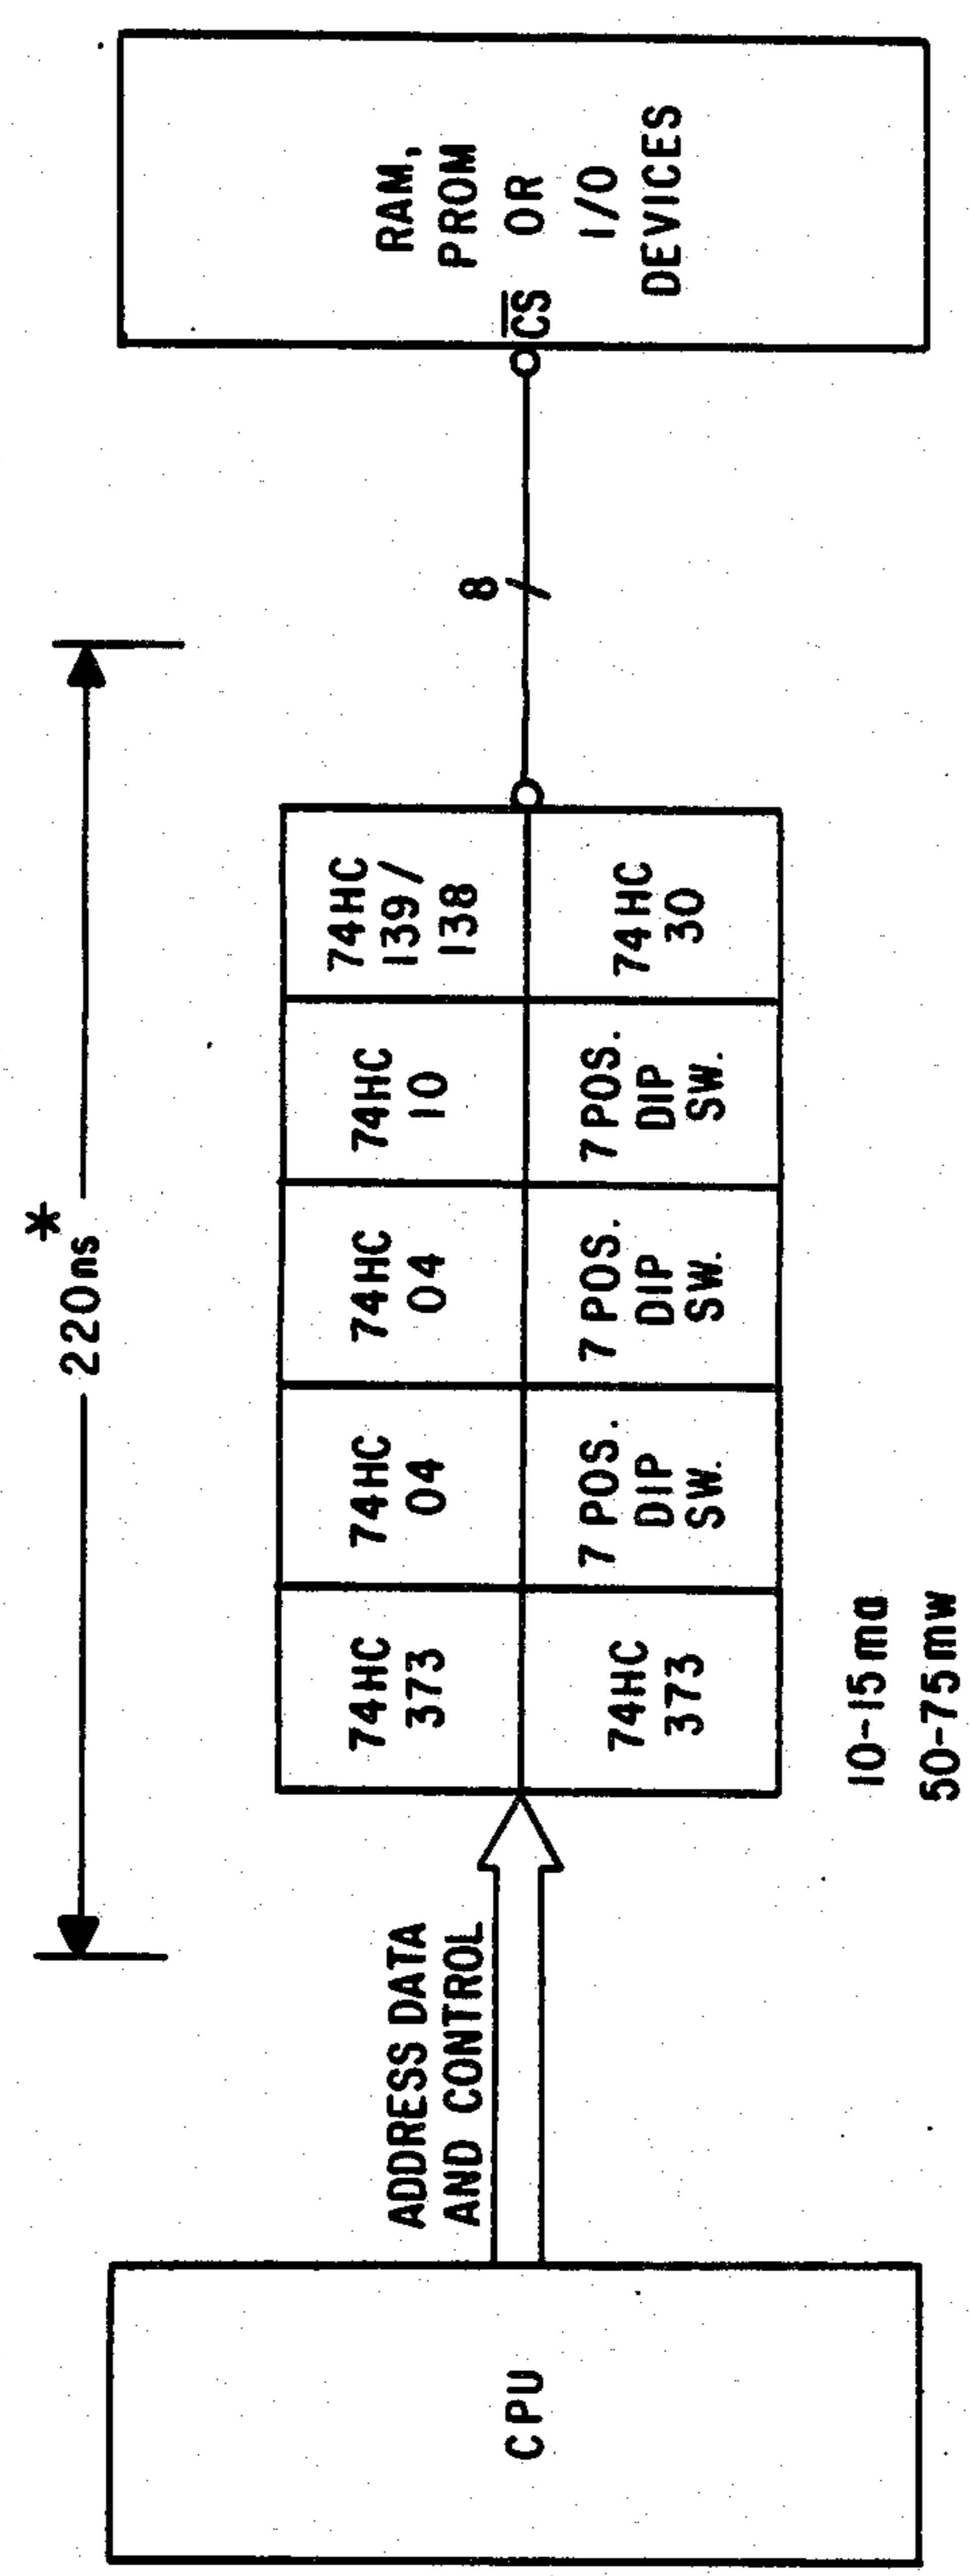 *
220ns
CPU
ADDRESS DATA
AND CONTROL
74HC
373
74HC
04
74HC
04
74HC
10
74HC
139/
138
74HC
373
7 POS.
DIP
SW.
7 POS.
DIP
SW.
7 POS.
DIP
SW.
74HC
30
10-15ma
50-75mw
8
CS
RAM,
PROM
OR
I/O
DEVICES